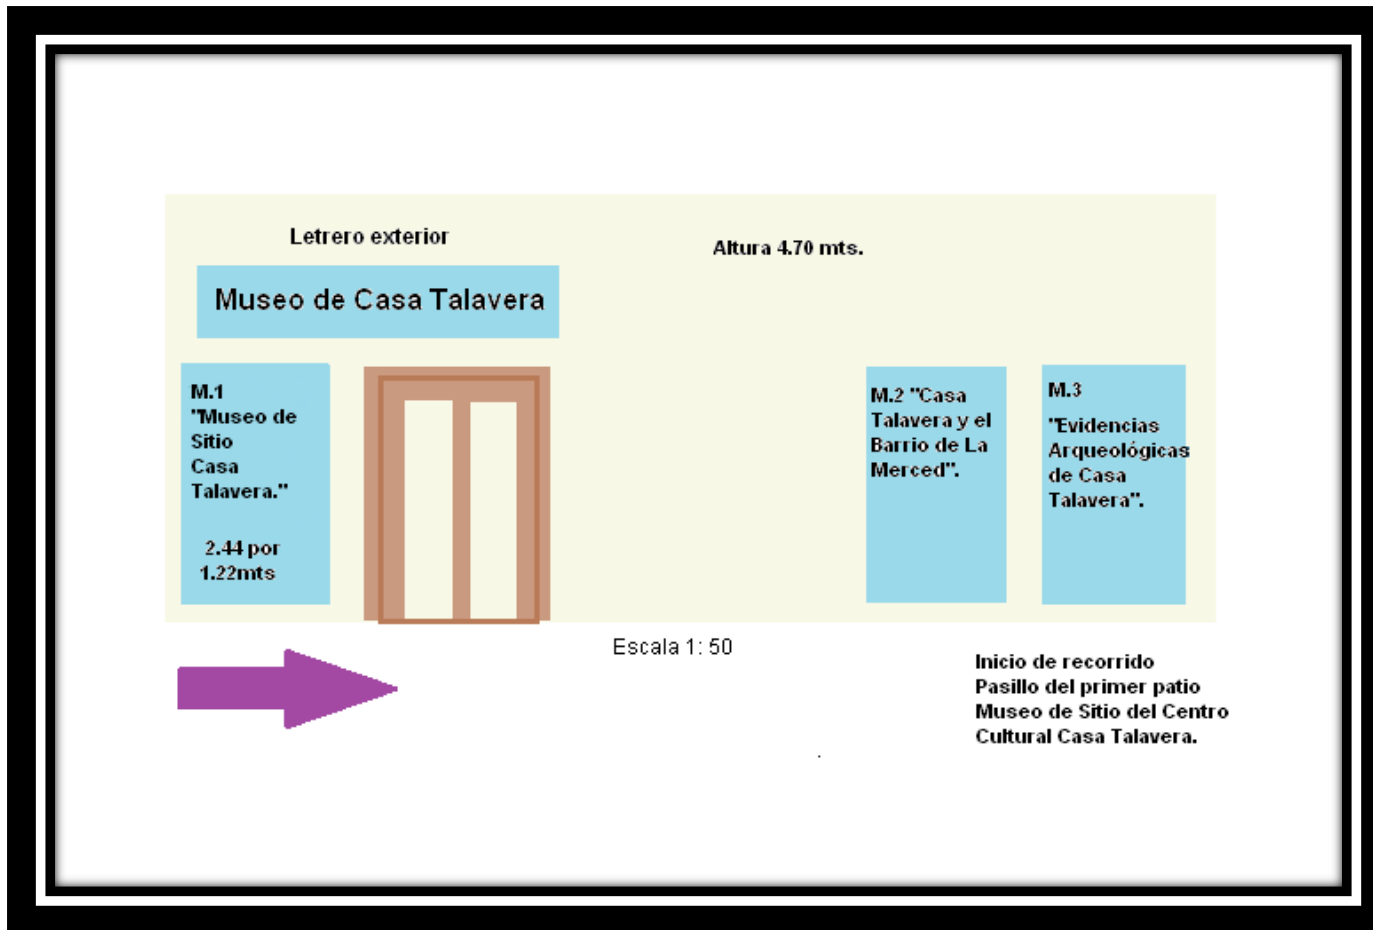 Letrero exterior
Altura 4.70 mts.
Museo de Casa Talavera
M.1
"Museo de
Sitio
Casa
Talavera."
2.44 por
1.22mts
M.2 "Casa
Talavera y el
Barrio de La
Merced".
M.3
"Evidencias
Arqueológicas
de Casa
Talavera".
Escala 1: 50
Inicio de recorrido
Pasillo del primer patio
Museo de Sitio del Centro
Cultural Casa Talavera.